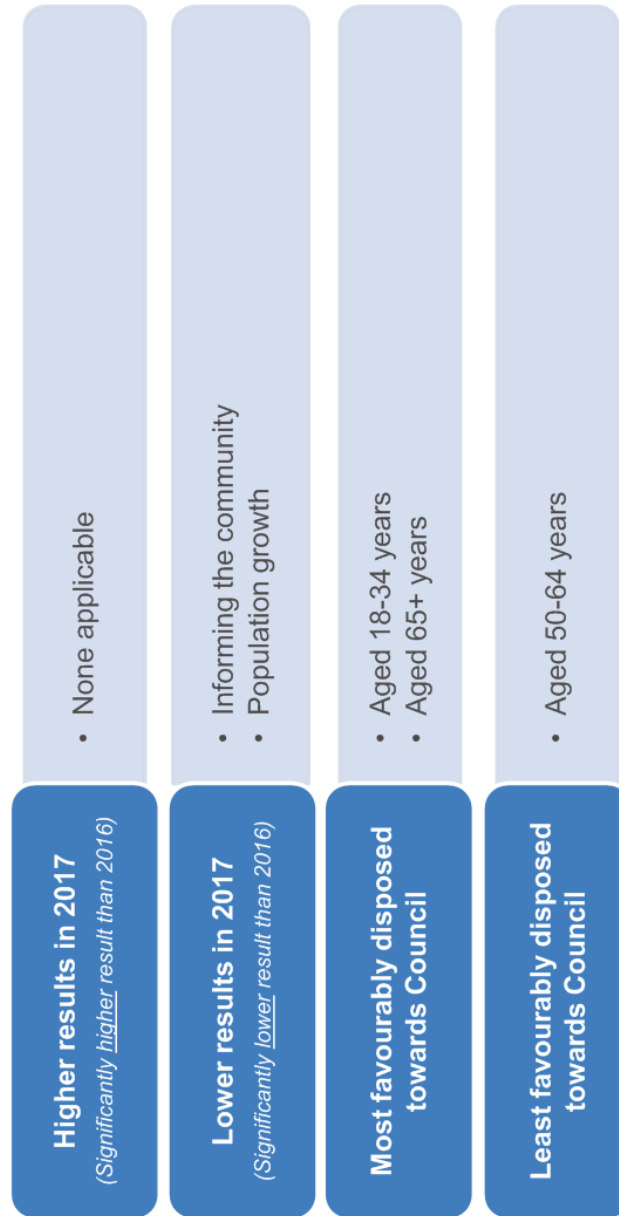 Higher results in 2017
(Significantly higher result than 2016)
• None applicable
Lower results in 2017
(Significantly lower result than 2016)
• Informing the community
• Population growth
Most favourably disposed
towards Council
• Aged 18-34 years
• Aged 65+ years
Least favourably disposed
towards Council
• Aged 50-64 years